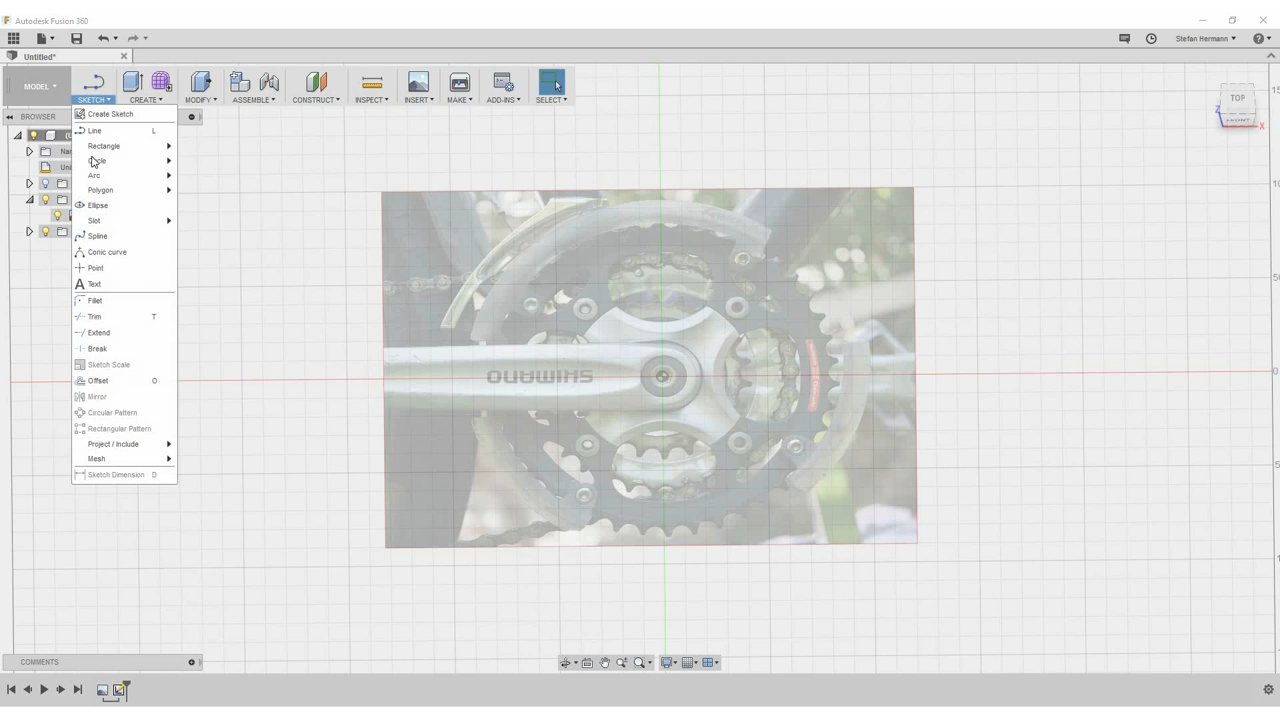 Autodesk Fusion 360
Stefan Hermann
Untitled*
MODEL
SKETCH
CREATE
MODIFY
ASSEMBLE
CONSTRUCT
INSPECT
INSERT
MAKE
ADD-INS
SELECT
BROWSER
Create Sketch
Line L
Rectangle
Circle
Arc
Polygon
Ellipse
Slot
Spline
Conic curve
Point
Text
Fillet
Trim T
Extend
Break
Sketch Scale
Offset O
Mirror
Circular Pattern
Rectangular Pattern
Project / Include
Mesh
Sketch Dimension D
TOP
FRONT
Z
X
SHIMANO
COMMENTS